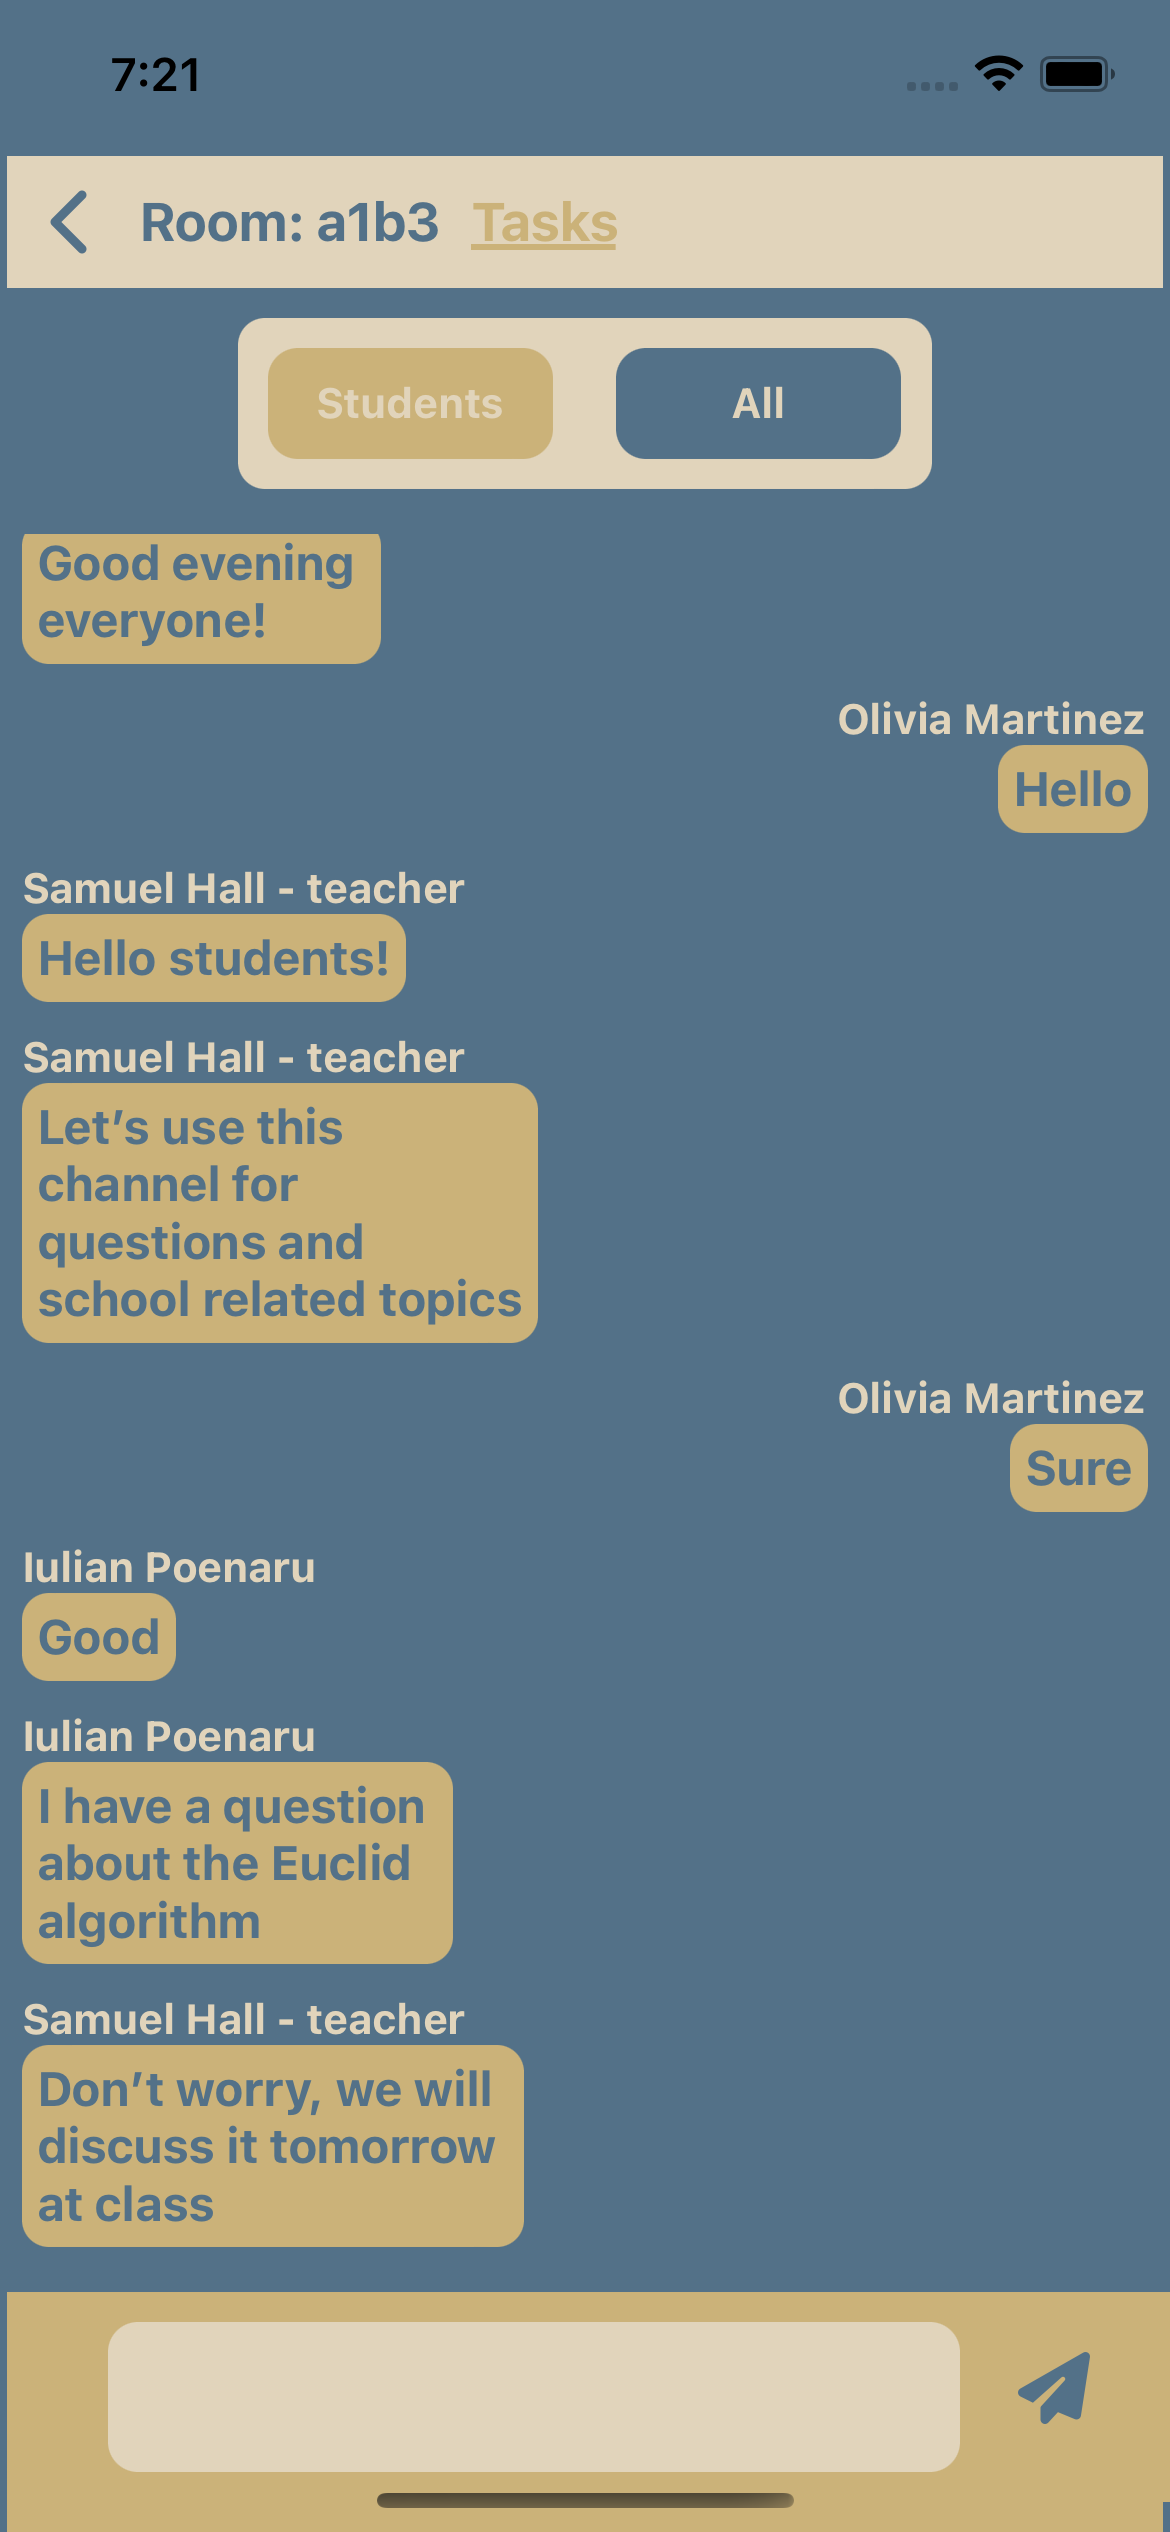 7:21
Room: a1b3 Tasks
Students All
Good evening
everyone!
Olivia Martinez
Hello
Samuel Hall - teacher
Hello students!
Samuel Hall - teacher
Let’s use this
channel for
questions and
school related topics
Olivia Martinez
Sure
Iulian Poenaru
Good
Iulian Poenaru
I have a question
about the Euclid
algorithm
Samuel Hall - teacher
Don’t worry, we will
discuss it tomorrow
at class